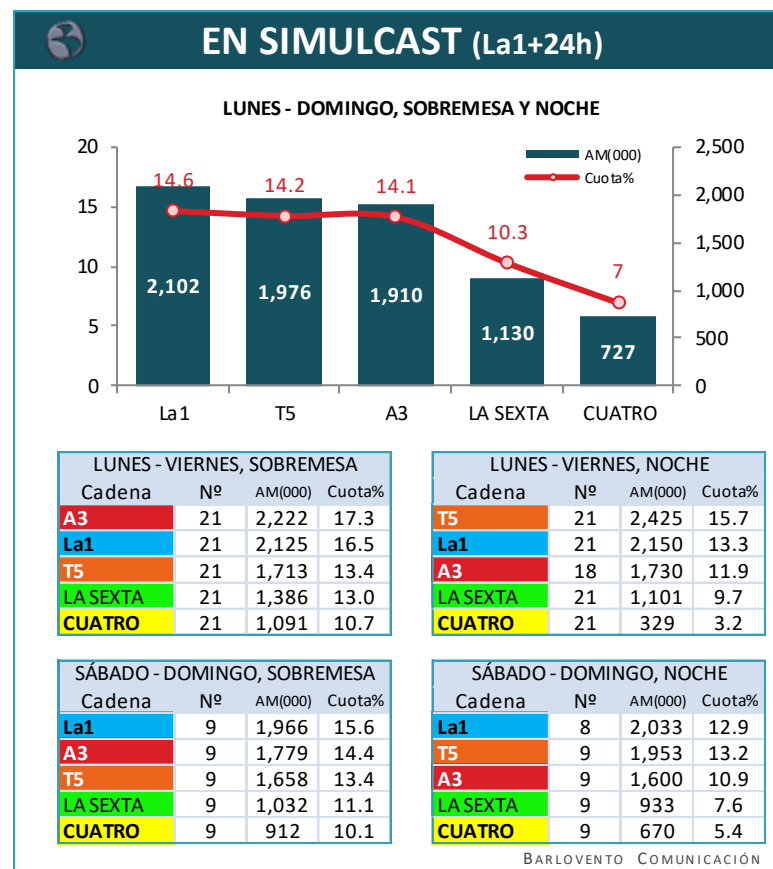 EN SIMULCAST (La1+24h)
LUNES - DOMINGO, SOBREMESA Y NOCHE
20 2,500
AM(000)
Cuota%
14.6 14.2 14.1 10.3 7
15 2,000
1,500
10 1,000
5 500
0 0
2,102 1,976 1,910 1,130 727
La1 T5 A3 LA SEXTA CUATRO
LUNES - VIERNES, SOBREMESA
Cadena Nº AM(000) Cuota%
A3 21 2,222 17.3
La1 21 2,125 16.5
T5 21 1,713 13.4
LA SEXTA 21 1,386 13.0
CUATRO 21 1,091 10.7
LUNES - VIERNES, NOCHE
Cadena Nº AM(000) Cuota%
T5 21 2,425 15.7
La1 21 2,150 13.3
A3 18 1,730 11.9
LA SEXTA 21 1,101 9.7
CUATRO 21 329 3.2
SÁBADO - DOMINGO, SOBREMESA
Cadena Nº AM(000) Cuota%
La1 9 1,966 15.6
A3 9 1,779 14.4
T5 9 1,658 13.4
LA SEXTA 9 1,032 11.1
CUATRO 9 912 10.1
SÁBADO - DOMINGO, NOCHE
Cadena Nº AM(000) Cuota%
La1 8 2,033 12.9
T5 9 1,953 13.2
A3 9 1,600 10.9
LA SEXTA 9 933 7.6
CUATRO 9 670 5.4
BARLOVENTO COMUNICACIÓN